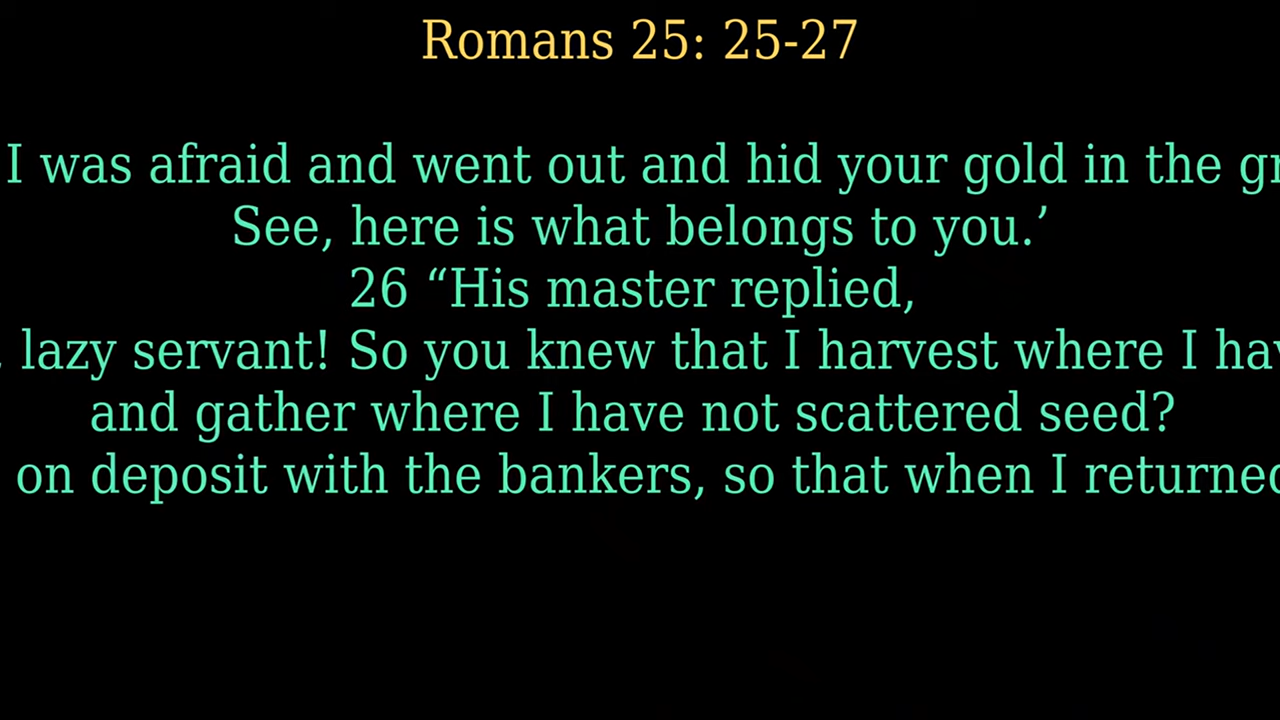 Romans 25: 25-27
I was afraid and went out and hid your gold in the
See, here is what belongs to you.’
26 “His master replied,
lazy servant! So you knew that I harvest where I
and gather where I have not scattered seed?
on deposit with the bankers, so that when I returned